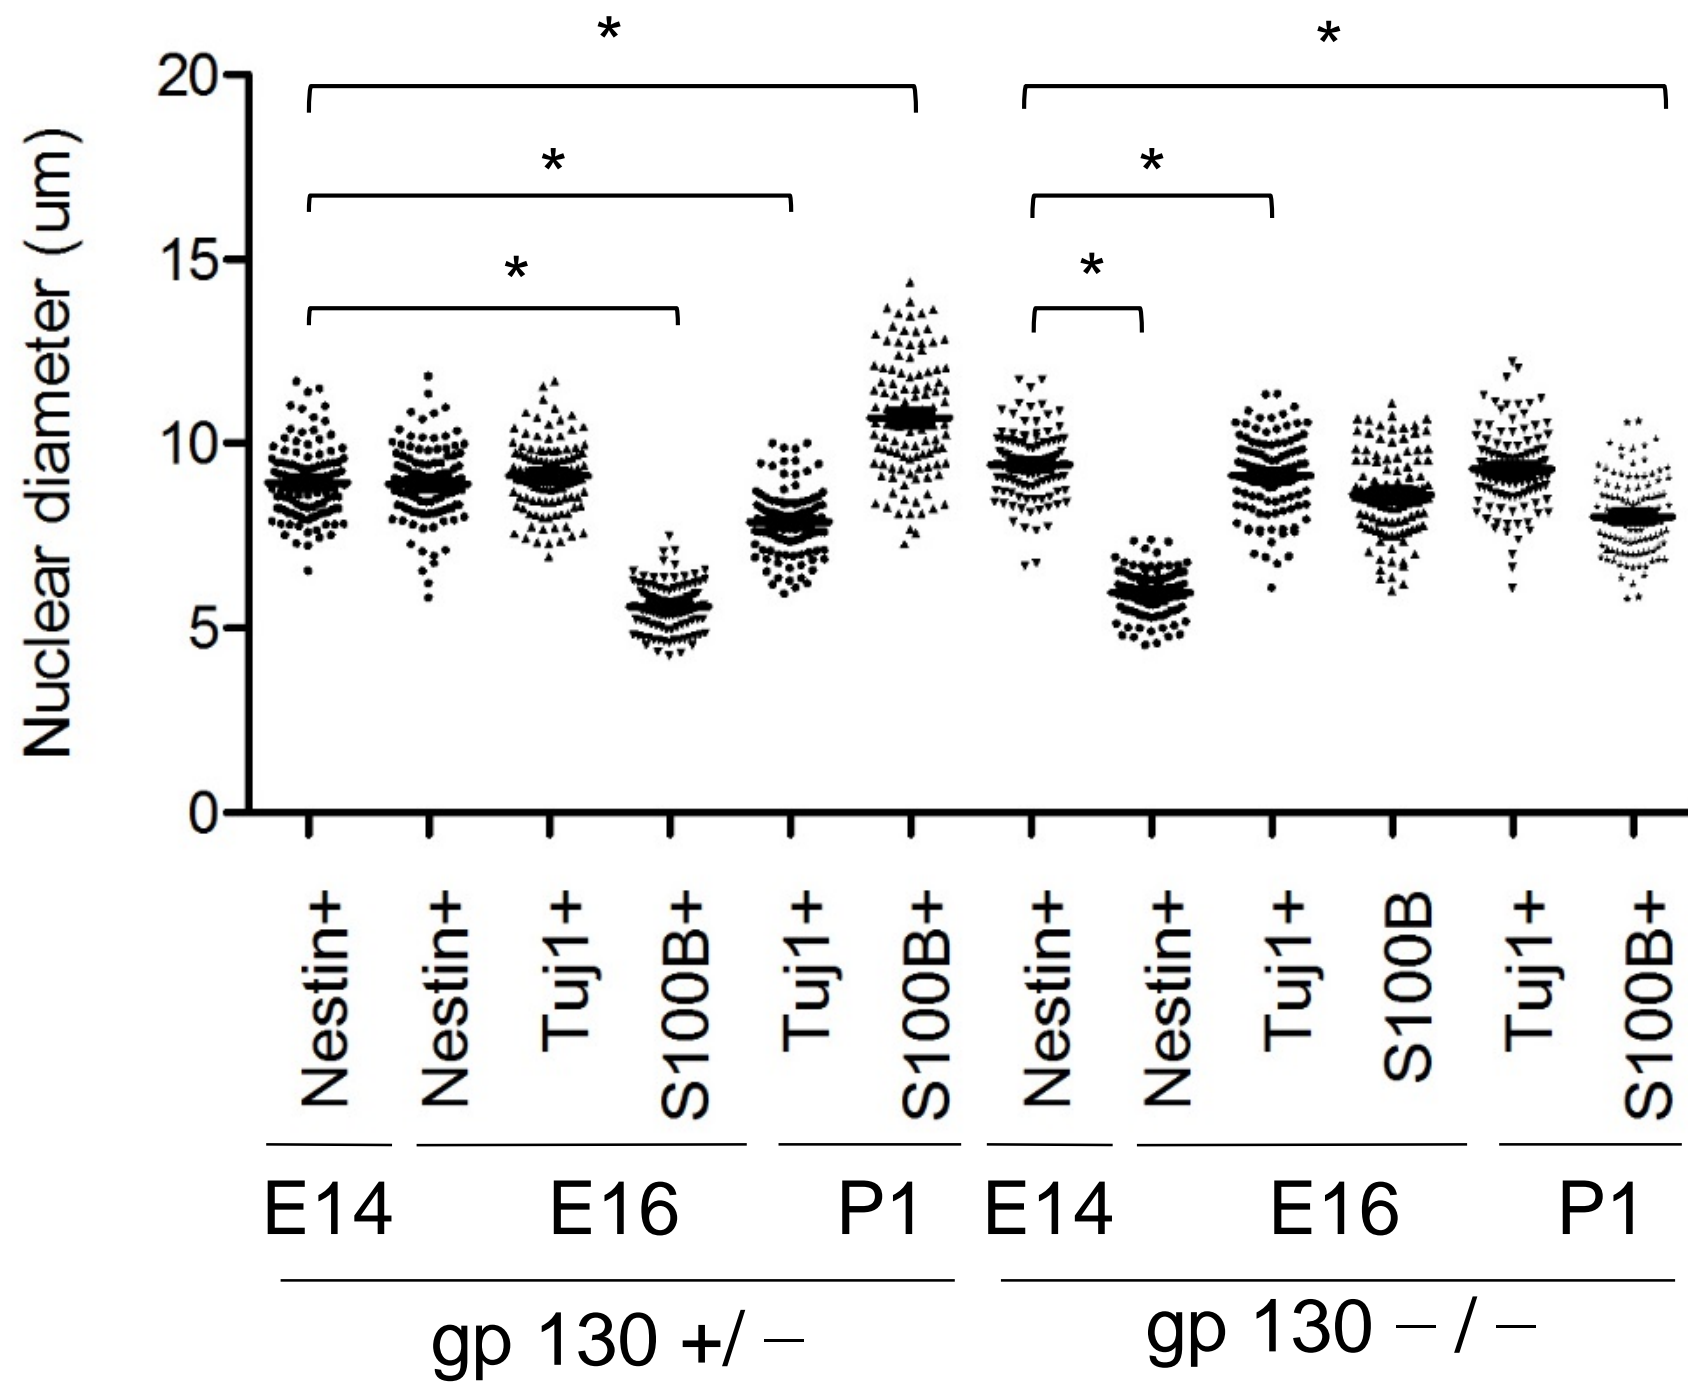 *
*
20
*
*
*
*
15
10
5
0
Nuclear diameter (um)
Nestin+
Nestin+
Tuj1+
S100B+
Tuj1+
S100B+
Nestin+
Nestin+
Tuj1+
S100B
Tuj1+
S100B+
E14 E16 P1 E14 E16 P1
gp 130 +/− gp 130 −/−